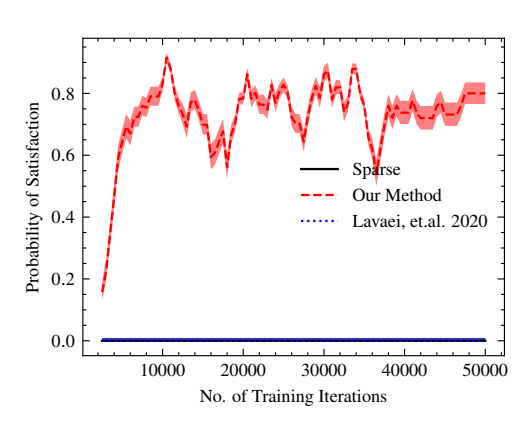 0.8
0.6
0.4
0.2
0.0
Probability of Satisfaction
Sparse
Our Method
Lavaei, et.al. 2020
10000 20000 30000 40000 50000
No. of Training Iterations